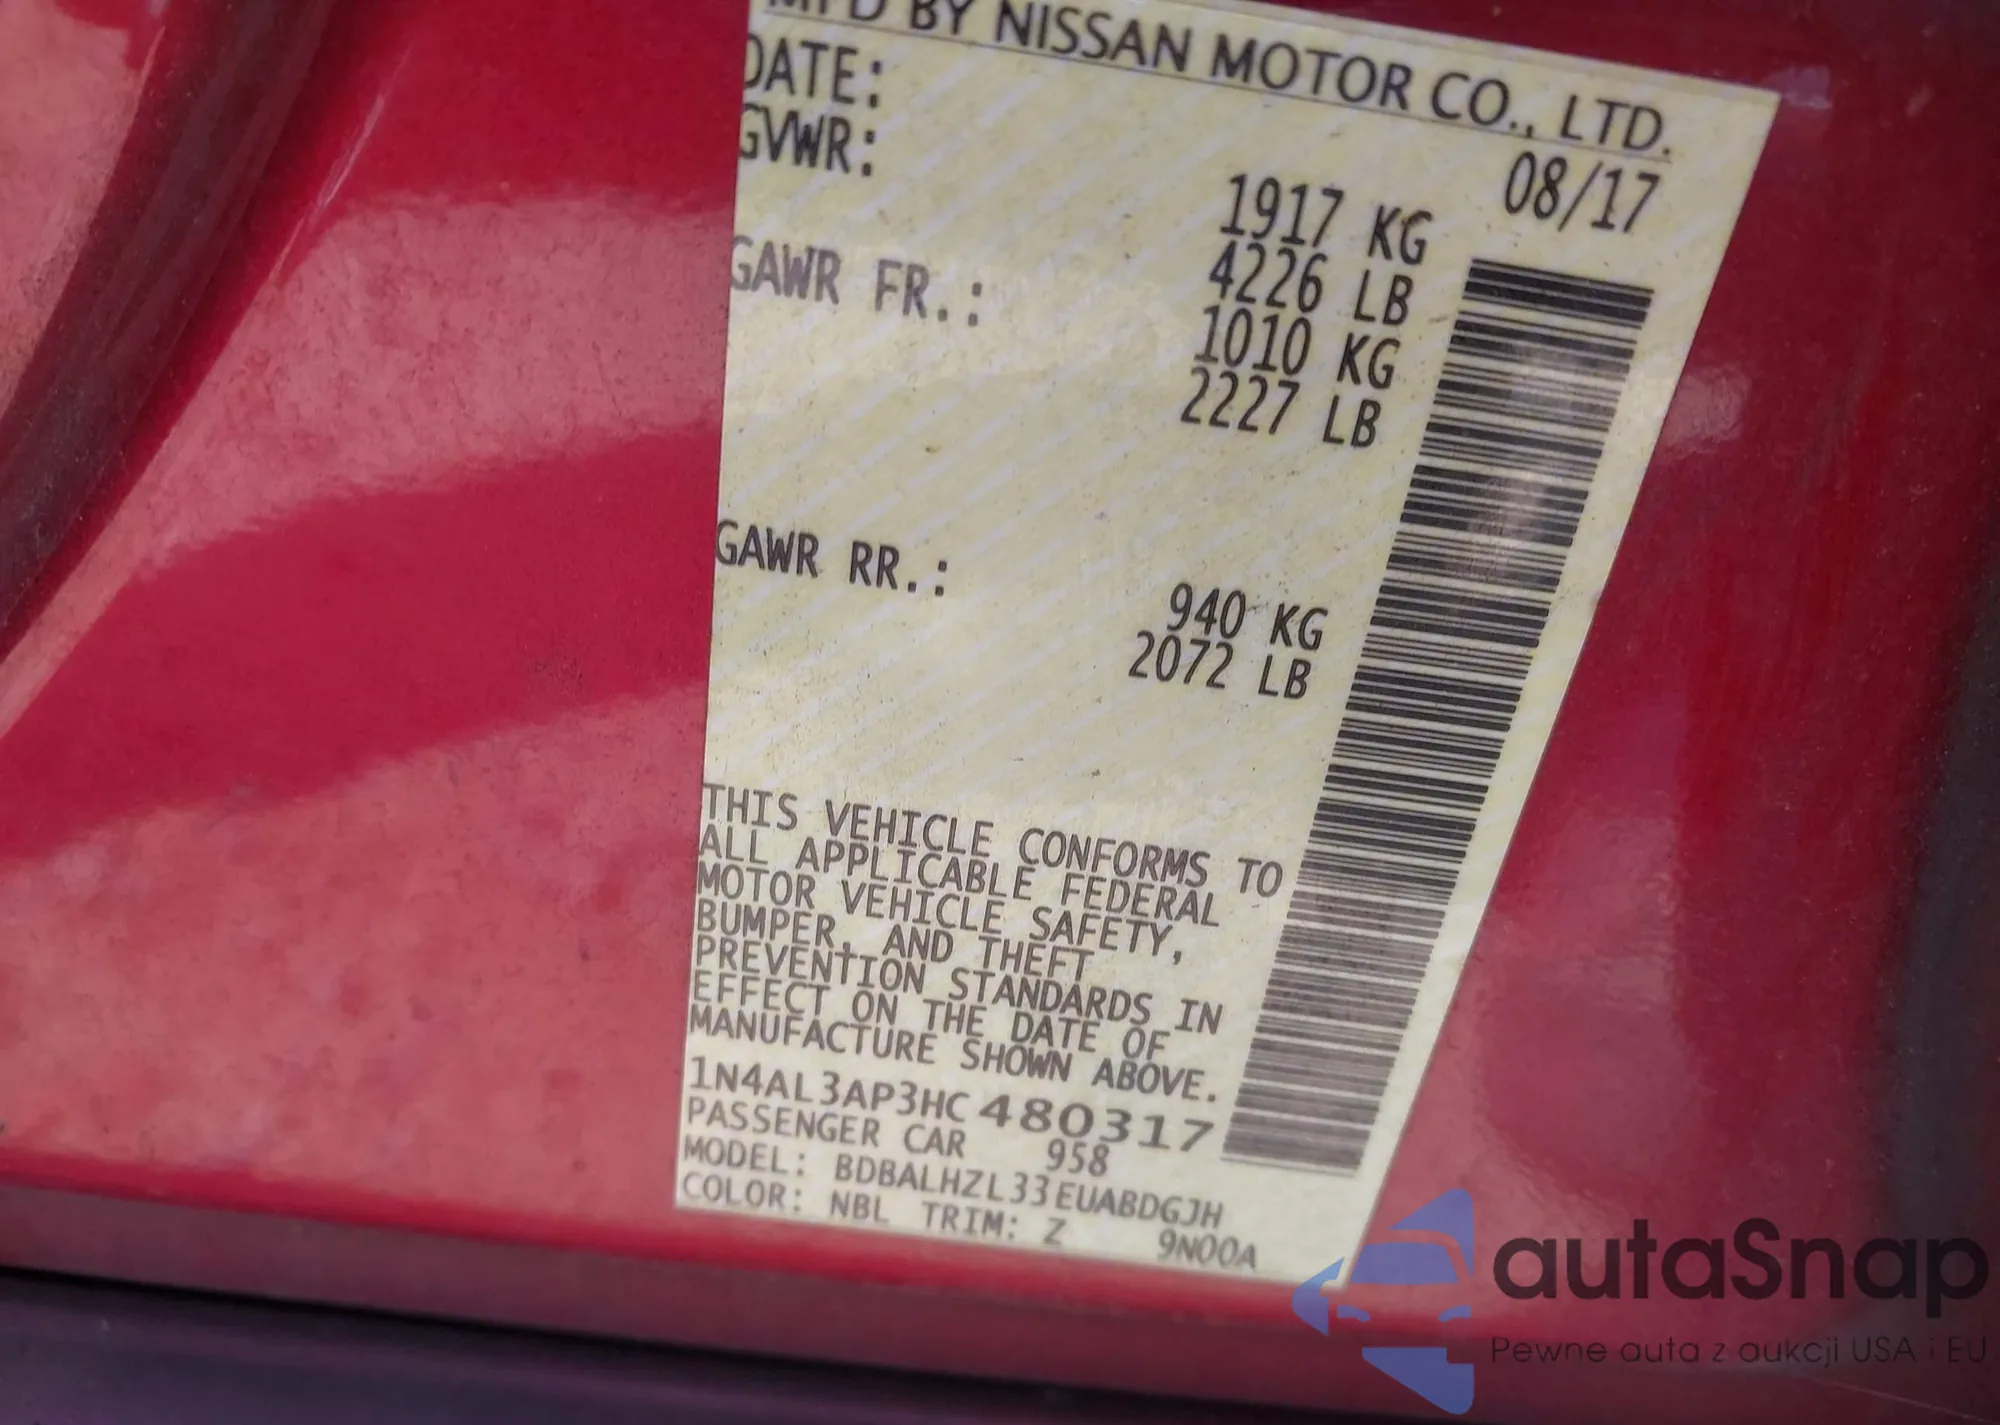 MFD BY NISSAN MOTOR CO., LTD.
DATE: 08/17
GVWR: 1917 KG
4226 LB
GAWR FR.: 1010 KG
2227 LB
GAWR RR.: 940 KG
2072 LB
THIS VEHICLE CONFORMS TO
ALL APPLICABLE FEDERAL
MOTOR VEHICLE SAFETY,
BUMPER, AND THEFT
PREVENTION STANDARDS IN
EFFECT ON THE DATE OF
MANUFACTURE SHOWN ABOVE.
1N4AL3AP3HC480317
PASSENGER CAR 958
MODEL: BDBALHZL33EUABDGJH
COLOR: NBL TRIM: Z 9N00A
autaSnap
Pewne auta z aukcji USA i EU